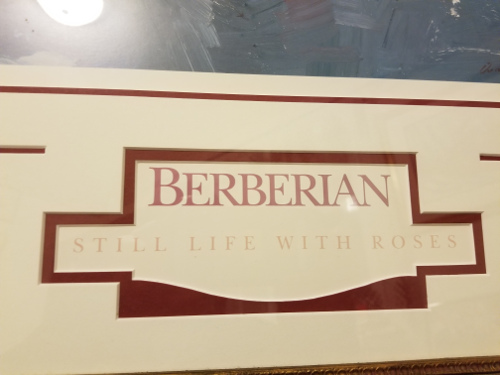 BERBERIAN
STILL LIFE WITH ROSES